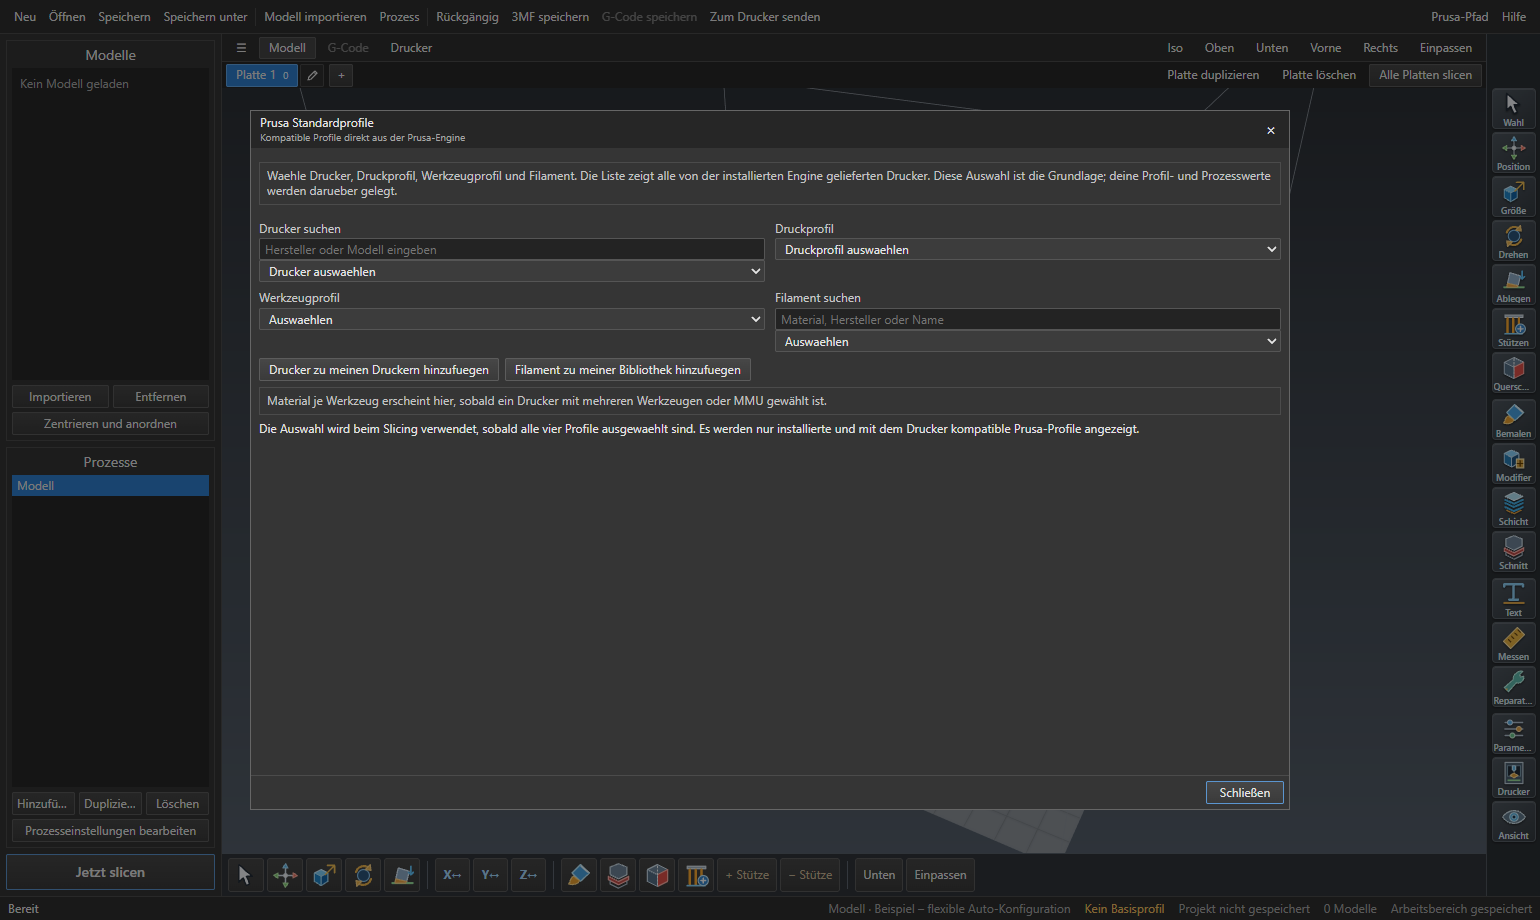 Neu Öffnen Speichern Speichern unter Modell importieren Prozess Rückgängig 3MF speichern G-Code speichern Zum Drucker senden Prusa-Pfad Hilfe
Modelle
Kein Modell geladen
Importieren Entfernen
Zentrieren und anordnen
Prozesse
Modell
Hinzufü... Duplizie... Löschen
Prozesseinstellungen bearbeiten
Jetzt slicen
☰ Modell G-Code Drucker Iso Oben Unten Vorne Rechts Einpassen
Platte 1 0 + Platte duplizieren Platte löschen Alle Platten slicen
Prusa Standardprofile
Kompatible Profile direkt aus der Prusa-Engine
×
Waehle Drucker, Druckprofil, Werkzeugprofil und Filament. Die Liste zeigt alle von der installierten Engine gelieferten Drucker. Diese Auswahl ist die Grundlage; deine Profil- und Prozesswerte
werden darueber gelegt.
Drucker suchen
Hersteller oder Modell eingeben
Drucker auswaehlen
Druckprofil
Druckprofil auswaehlen
Werkzeugprofil
Auswaehlen
Filament suchen
Material, Hersteller oder Name
Auswaehlen
Drucker zu meinen Druckern hinzufuegen Filament zu meiner Bibliothek hinzufuegen
Material je Werkzeug erscheint hier, sobald ein Drucker mit mehreren Werkzeugen oder MMU gewählt ist.
Die Auswahl wird beim Slicing verwendet, sobald alle vier Profile ausgewaehlt sind. Es werden nur installierte und mit dem Drucker kompatible Prusa-Profile angezeigt.
Schließen
Wahl
Position
Größe
Drehen
Ablegen
Stützen
Quersc...
Bemalen
Modifier
Schicht
Schnitt
Text
Messen
Reparat...
Parame...
Drucker
Ansicht
X↔ Y↔ Z↔ + Stütze − Stütze Unten Einpassen
Bereit Modell · Beispiel – flexible Auto-Konfiguration Kein Basisprofil Projekt nicht gespeichert 0 Modelle Arbeitsbereich gespeichert